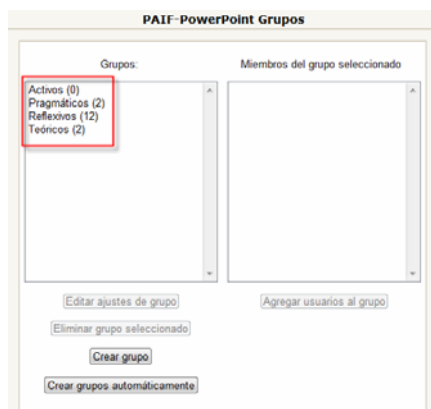 PAIF-PowerPoint Grupos
Grupos:
Miembros del grupo seleccionado
Activos (0)
Pragmáticos (2)
Reflexivos (12)
Teóricos (2)
Editar ajustes de grupo
Agregar usuarios al grupo
Eliminar grupo seleccionado
Crear grupo
Crear grupos automáticamente